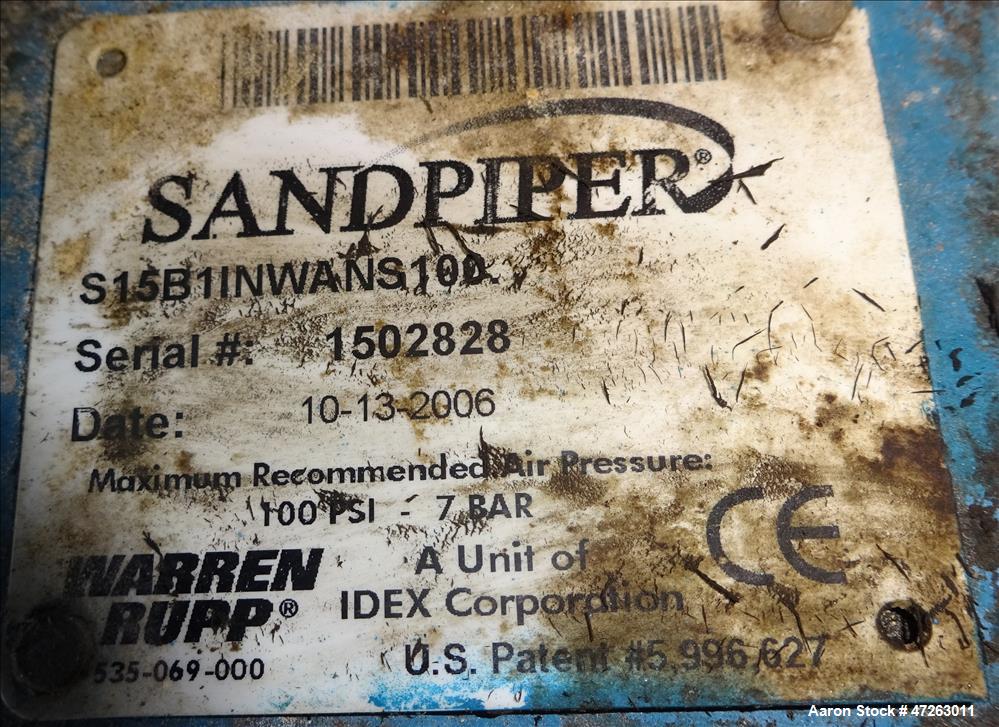 SANDPIPER®
S15B1INWANS100.
Serial #: 1502828
Date: 10-13-2006
Maximum Recommended Air Pressure:
100 PSI - 7 BAR
CE
WARREN RUPP®
A Unit of
IDEX Corporation
535-069-000
U.S. Patent #5,996,627
Aaron Stock # 47263011